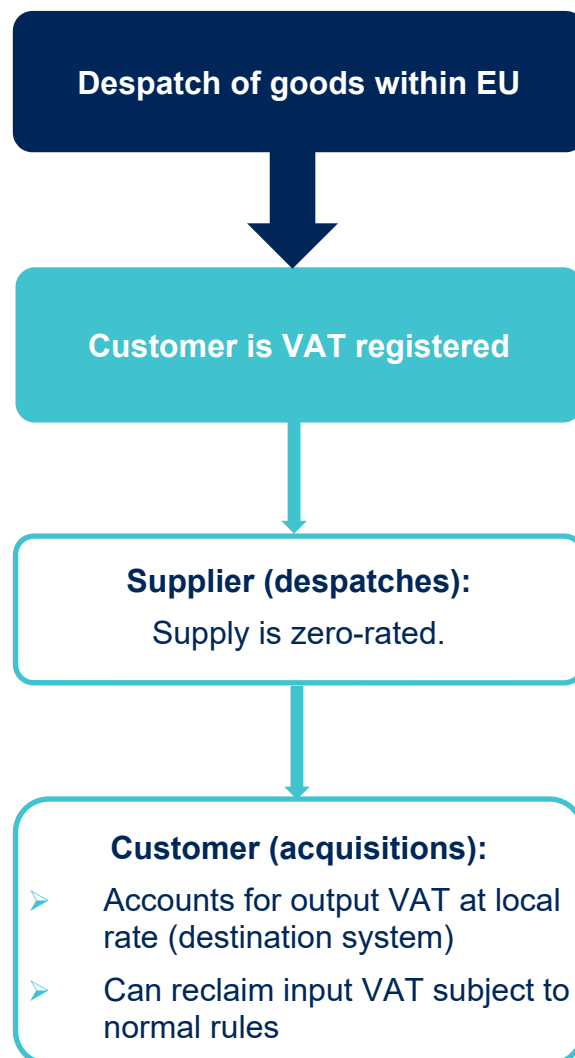 Despatch of goods within EU
Customer is VAT registered
Supplier (despatches):
Supply is zero-rated.
Customer (acquisitions):
➢ Accounts for output VAT at local
rate (destination system)
➢ Can reclaim input VAT subject to
normal rules